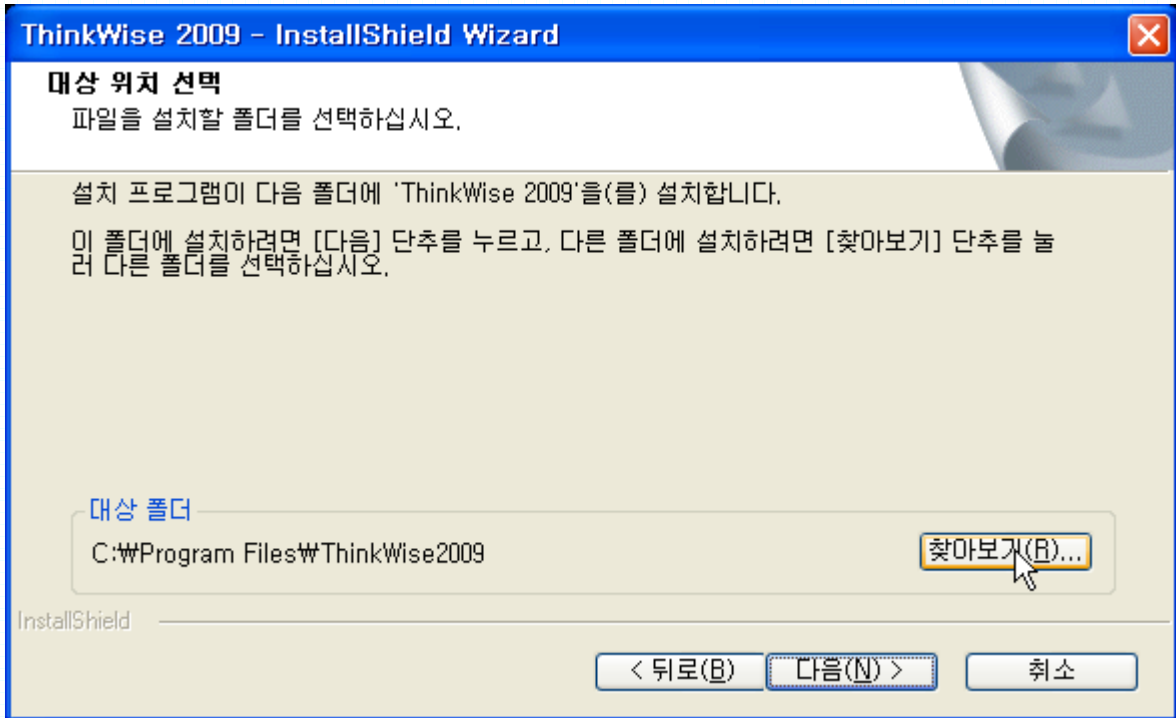 ThinkWise 2009 - InstallShield Wizard
대상 위치 선택
파일을 설치할 폴더를 선택하십시오.
설치 프로그램이 다음 폴더에 'ThinkWise 2009'을(를) 설치합니다.
이 폴더에 설치하려면 [다음] 단추를 누르고, 다른 폴더에 설치하려면 [찾아보기] 단추를 눌
러 다른 폴더를 선택하십시오.
대상 폴더
C:₩Program Files₩ThinkWise2009
찾아보기(R)...
InstallShield
< 뒤로(B)
다음(N) >
취소